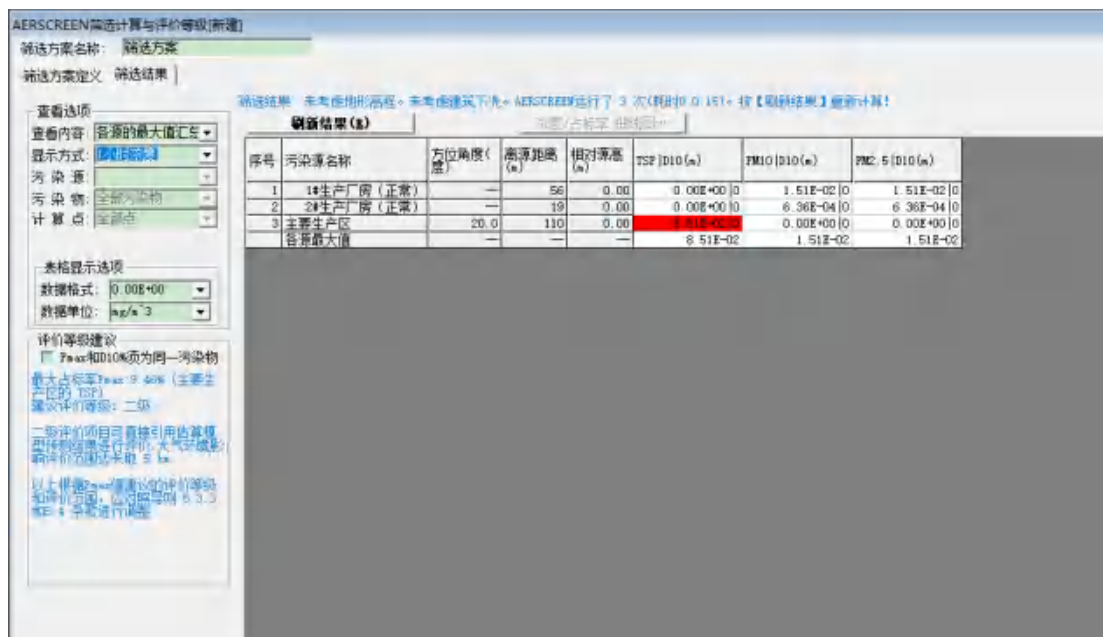 AERSCREEN筛选计算与评价等级[新建]
筛选方案名称： 筛选方案
筛选方案定义 筛选结果
筛选结果 未考虑地形高程。未考虑建筑下洗。AERSCREEN运行了 3 次(耗时0:0:15)。按【刷新结果】重新计算!
查看选项
查看内容: 各源的最大值汇总
显示方式:
污 染 源:
污 染 物: 全部污染物
计 算 点: 全部点
刷新结果(R)
序号 污染源名称 方位角度(度) 离源距离(m) 相对源高(m) TSP|D10(m) PM10|D10(m) PM2.5|D10(m)
1 1#生产厂房（正常） — 56 0.00 0.00E+00|0 1.51E-02|0 1.51E-02|0
2 2#生产厂房（正常） — 19 0.00 0.00E+00|0 6.36E-04|0 6.36E-04|0
3 主要生产区 20.0 110 0.00 0.00E+00|0 0.00E+00|0
各源最大值 — — — 8.51E-02 1.51E-02 1.51E-02
表格显示选项
数据格式: 0.00E+00
数据单位: mg/m^3
评价等级建议
Pmax和D10%须为同一污染物
最大占标率Pmax:9.46% (主要生
产区的 TSP)
建议评价等级: 二级
二级评价项目可直接引用估算模
型预测结果进行评价,大气环境影
响评价范围边长取 5 km
以上根据Pmax值建议的评价等级
和评价范围，应对照导则 5.3.3
和5.4 条款进行调整